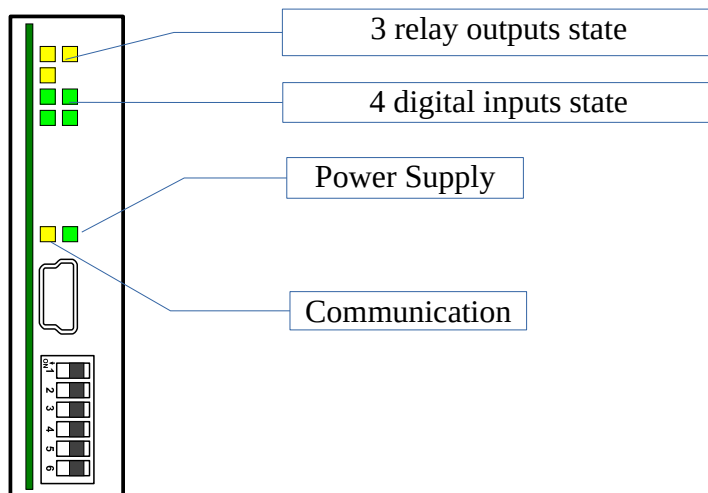 3 relay outputs state
4 digital inputs state
Power Supply
Communication
ON
1
2
3
4
5
6